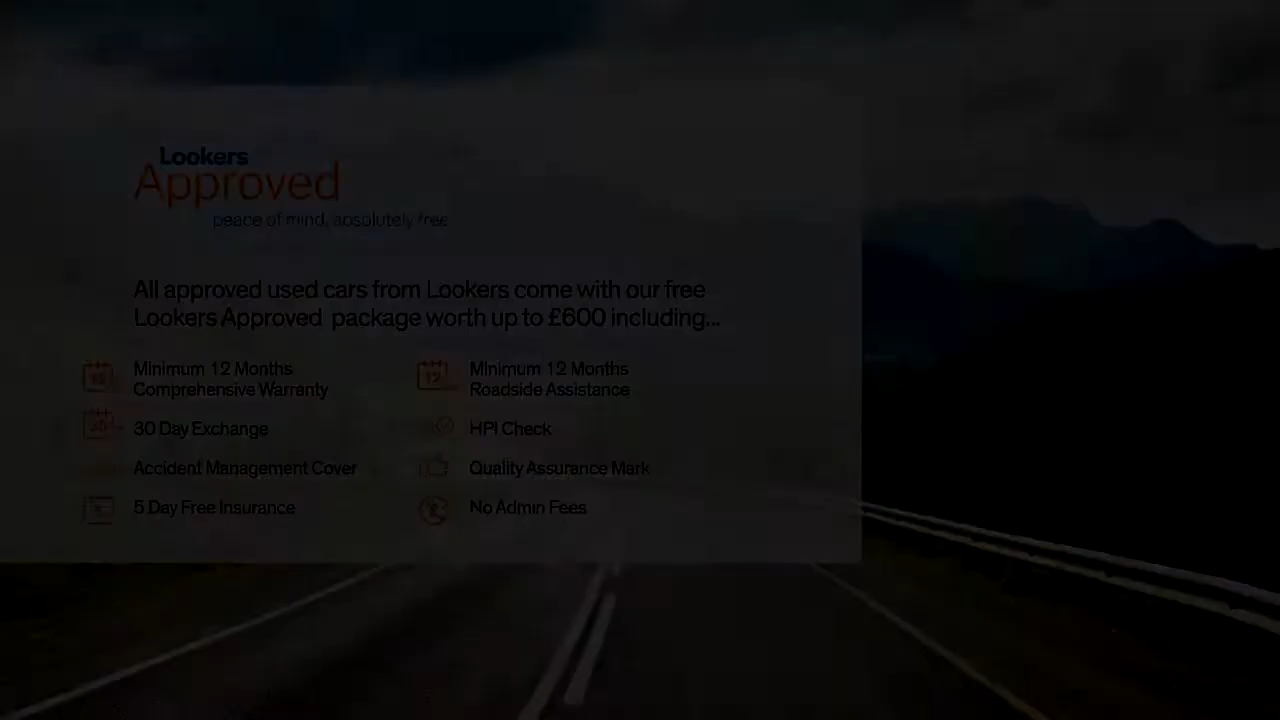 Lookers
Approved
peace of mind, absolutely free
All approved used cars from Lookers come with our free
Lookers Approved package worth up to £600 including...
Minimum 12 Months
Comprehensive Warranty
Minimum 12 Months
Roadside Assistance
30 Day Exchange
HPI Check
Accident Management Cover
Quality Assurance Mark
5 Day Free Insurance
No Admin Fees